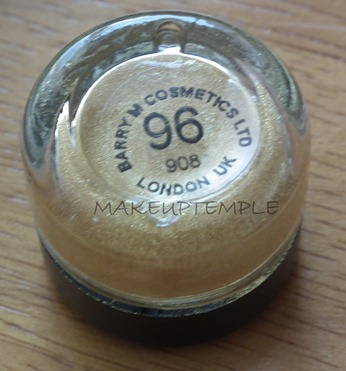 BARRY M COSMETICS LTD
96
908
LONDON UK
MAKEUPTEMPLE